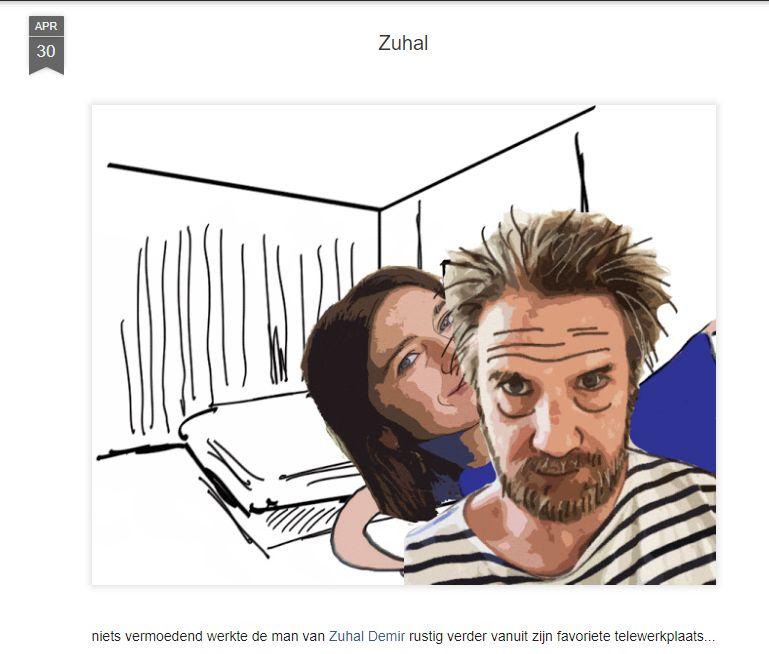 APR
30
Zuhal
niets vermoedend werkte de man van Zuhal Demir rustig verder vanuit zijn favoriete telewerkplaats...